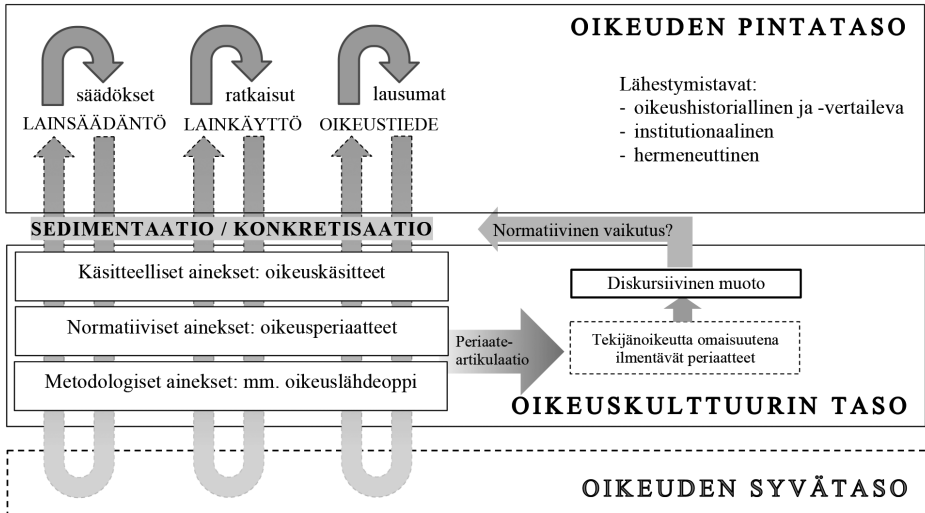 OIKEUDEN PINTATASO
säädökset
ratkaisut
lausumat
LAINSÄÄDÄNTÖ
LAINKÄYTTÖ
OIKEUSTIEDE
Lähestymistavat:
- oikeushistoriallinen ja -vertaileva
- institutionaalinen
- hermeneuttinen
SEDIMENTAATIO / KONKRETISAATIO
Normatiivinen vaikutus?
Käsitteelliset ainekset: oikeuskäsitteet
Normatiiviset ainekset: oikeusperiaatteet
Metodologiset ainekset: mm. oikeuslähdeoppi
Periaate-
artikulaatio
Diskursiivinen muoto
Tekijänoikeutta omaisuutena
ilmentävät periaatteet
OIKEUSKULTTUURIN TASO
OIKEUDEN SYVÄTASO